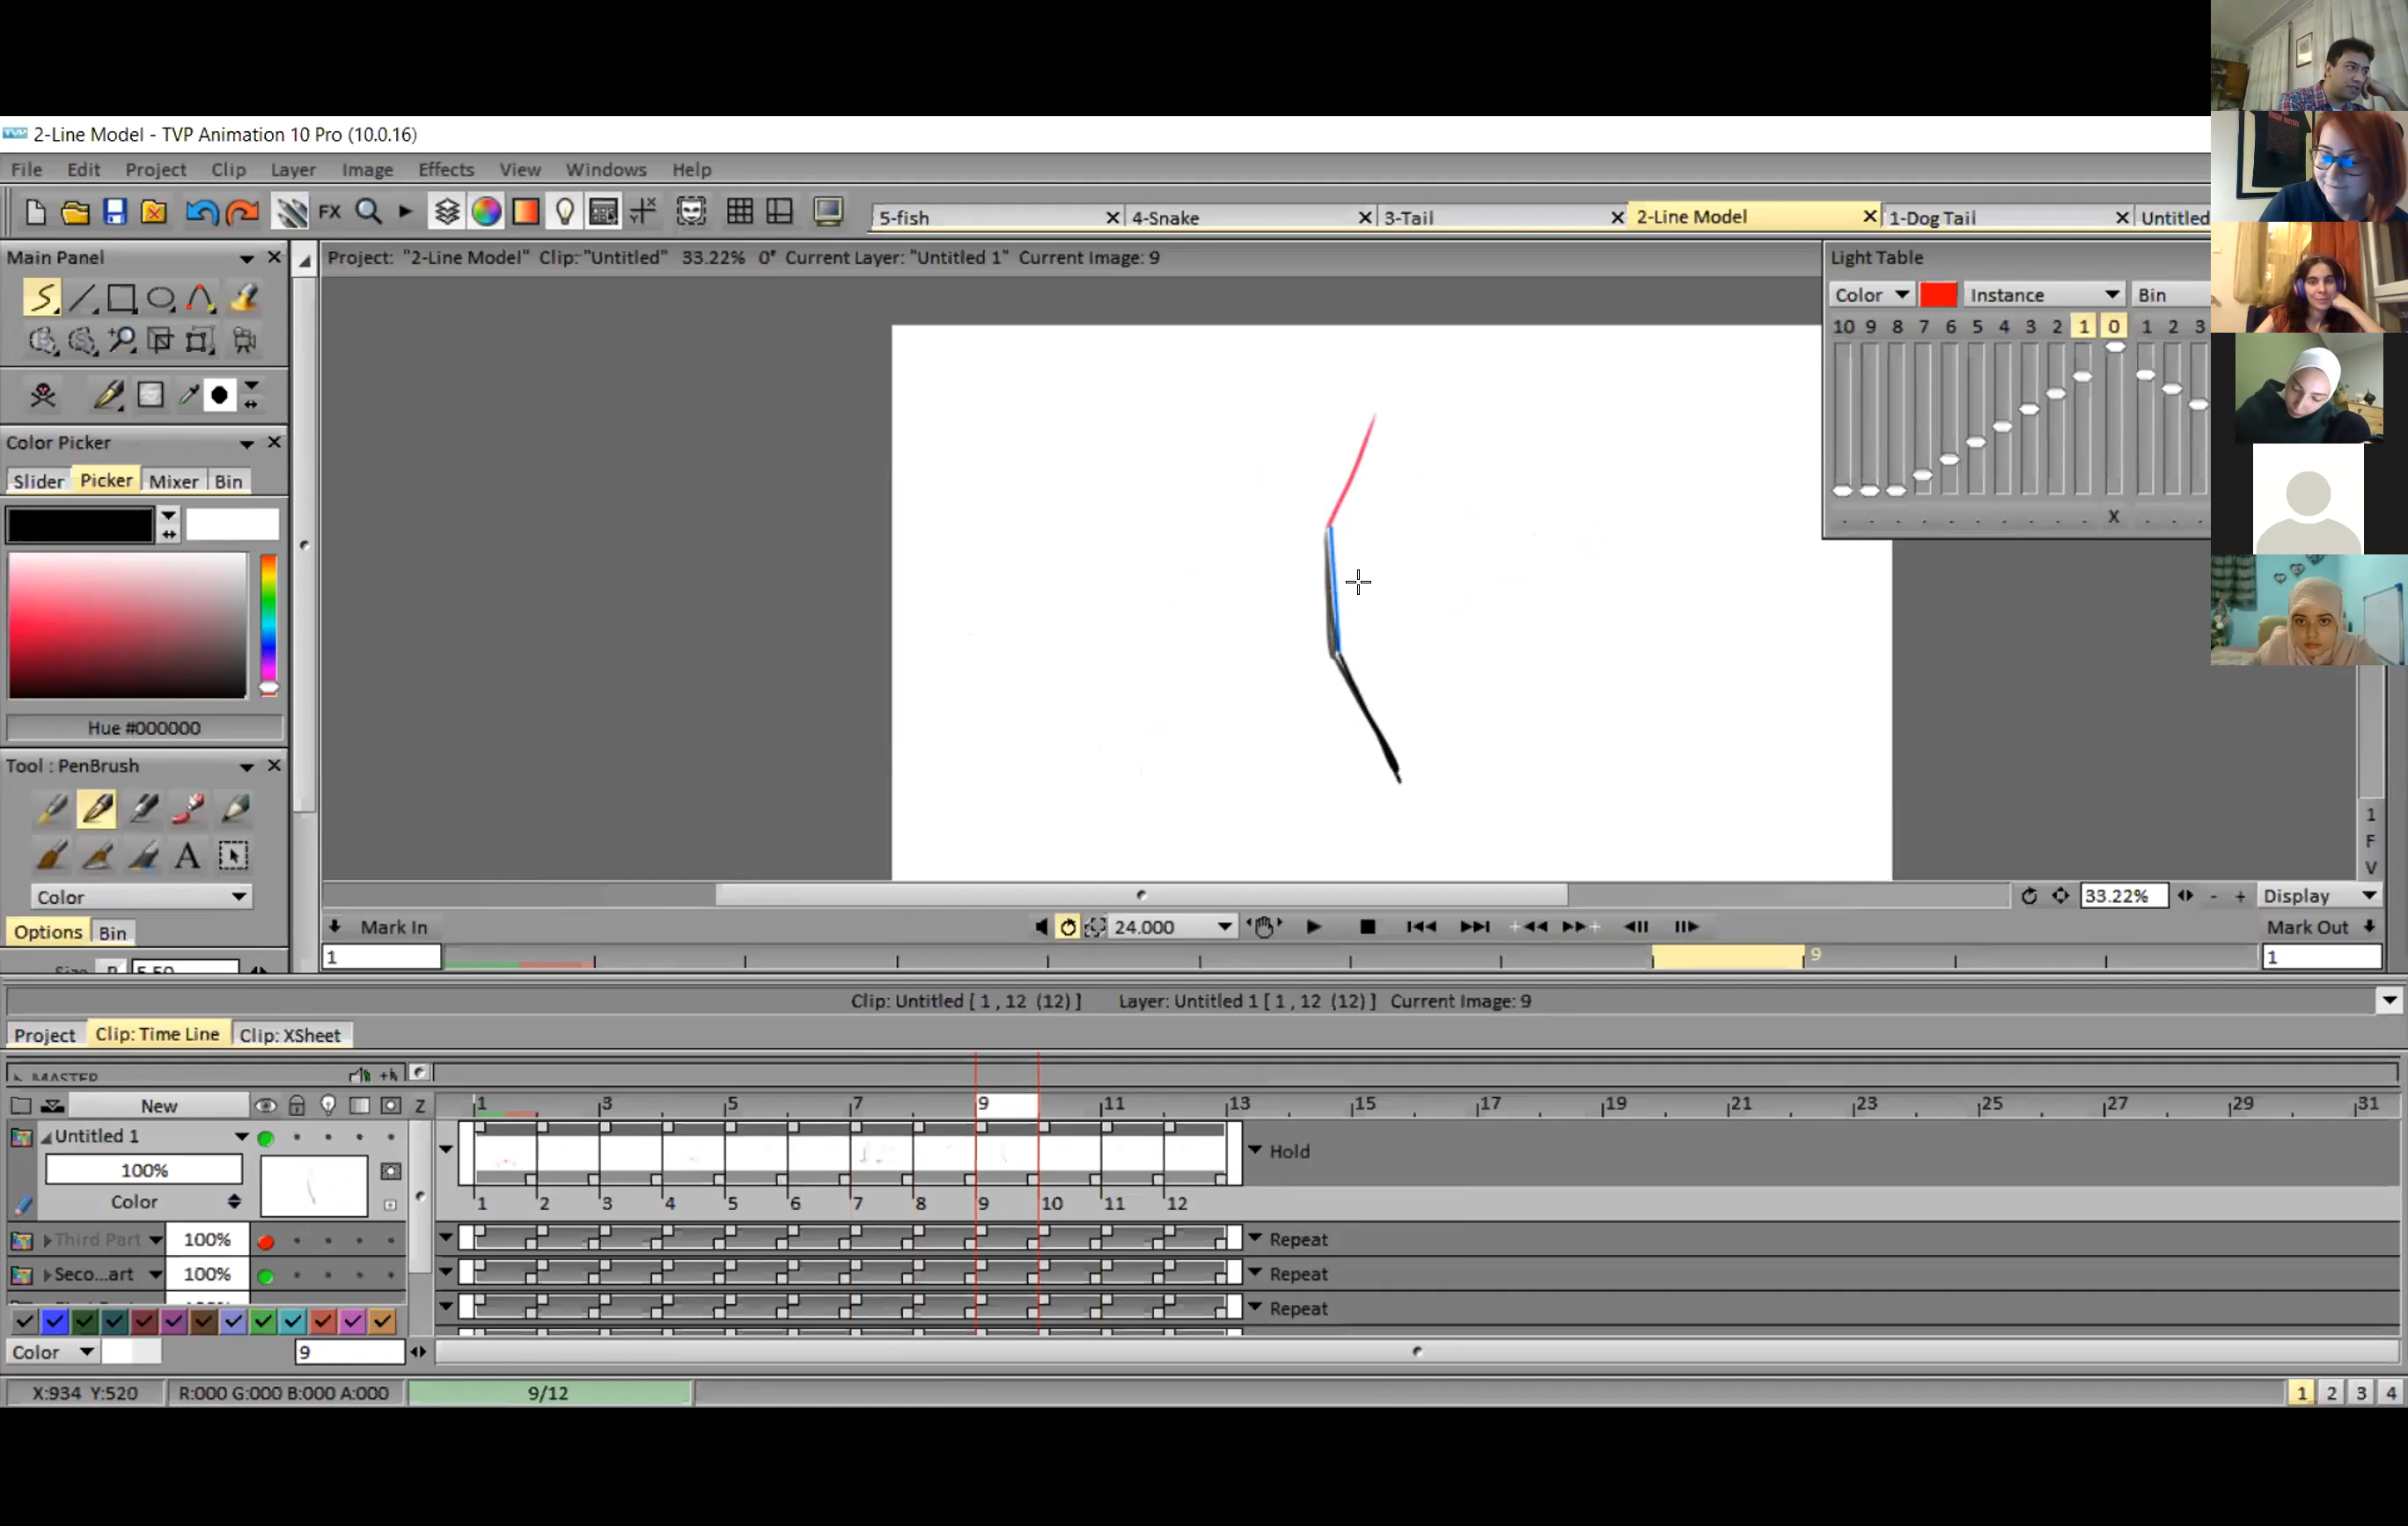 2-Line Model - TVP Animation 10 Pro (10.0.16)
File Edit Project Clip Layer Image Effects View Windows Help
FX
5-fish 4-Snake 3-Tail 2-Line Model 1-Dog Tail Untitled
Main Panel
Project: "2-Line Model" Clip:"Untitled" 33.22% 0° Current Layer: "Untitled 1" Current Image: 9
Light Table
Color Instance Bin
10 9 8 7 6 5 4 3 2 1 0 1 2 3
X
Color Picker
Slider Picker Mixer Bin
Hue #000000
Tool : PenBrush
A
Color
Options Bin
1
F
V
33.22% - + Display
Mark In 24.000 Mark Out
1 9 1
Clip: Untitled [ 1 , 12 (12) ] Layer: Untitled 1 [ 1 , 12 (12) ] Current Image: 9
Project Clip: Time Line Clip: XSheet
MASTER
New Z 1 3 5 7 9 11 13 15 17 19 21 23 25 27 29 31
Untitled 1
Hold
100%
Color 1 2 3 4 5 6 7 8 9 10 11 12
Third Part 100% Repeat
Seco...art 100% Repeat
Repeat
Color 9
X:934 Y:520 R:000 G:000 B:000 A:000 9/12 1 2 3 4